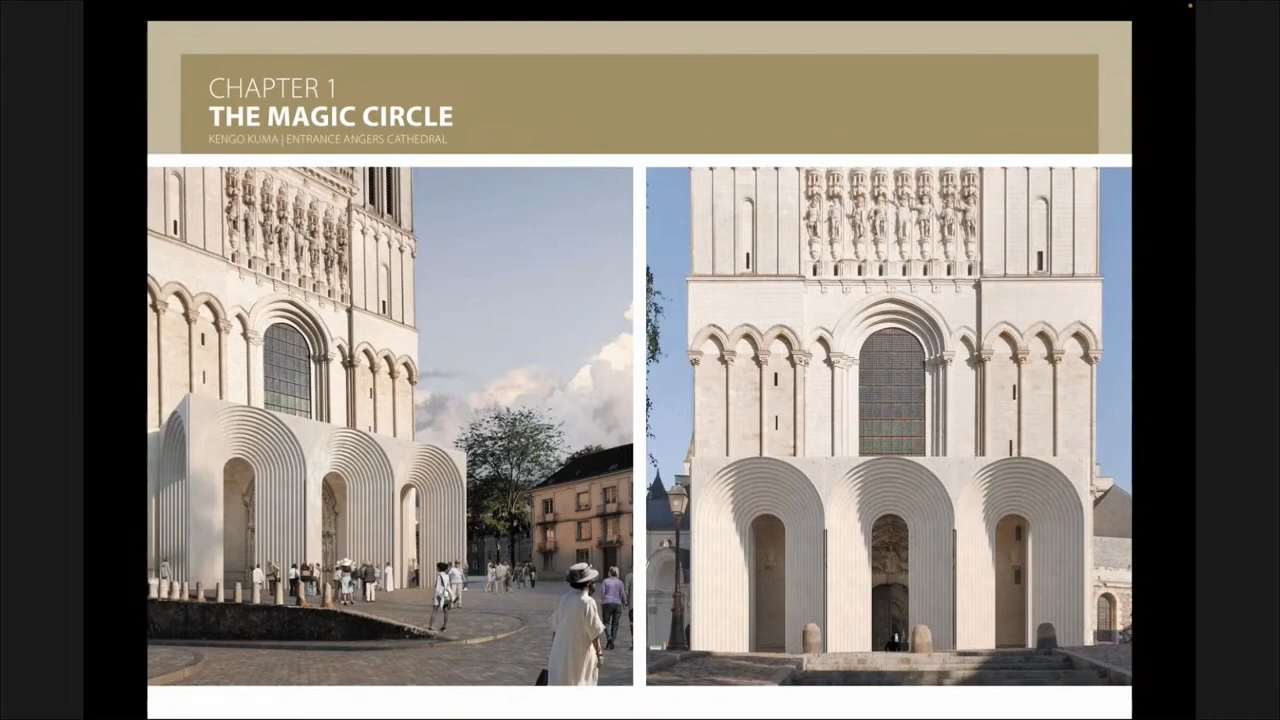 CHAPTER 1
THE MAGIC CIRCLE
KENGO KUMA | ENTRANCE ANGERS CATHEDRAL